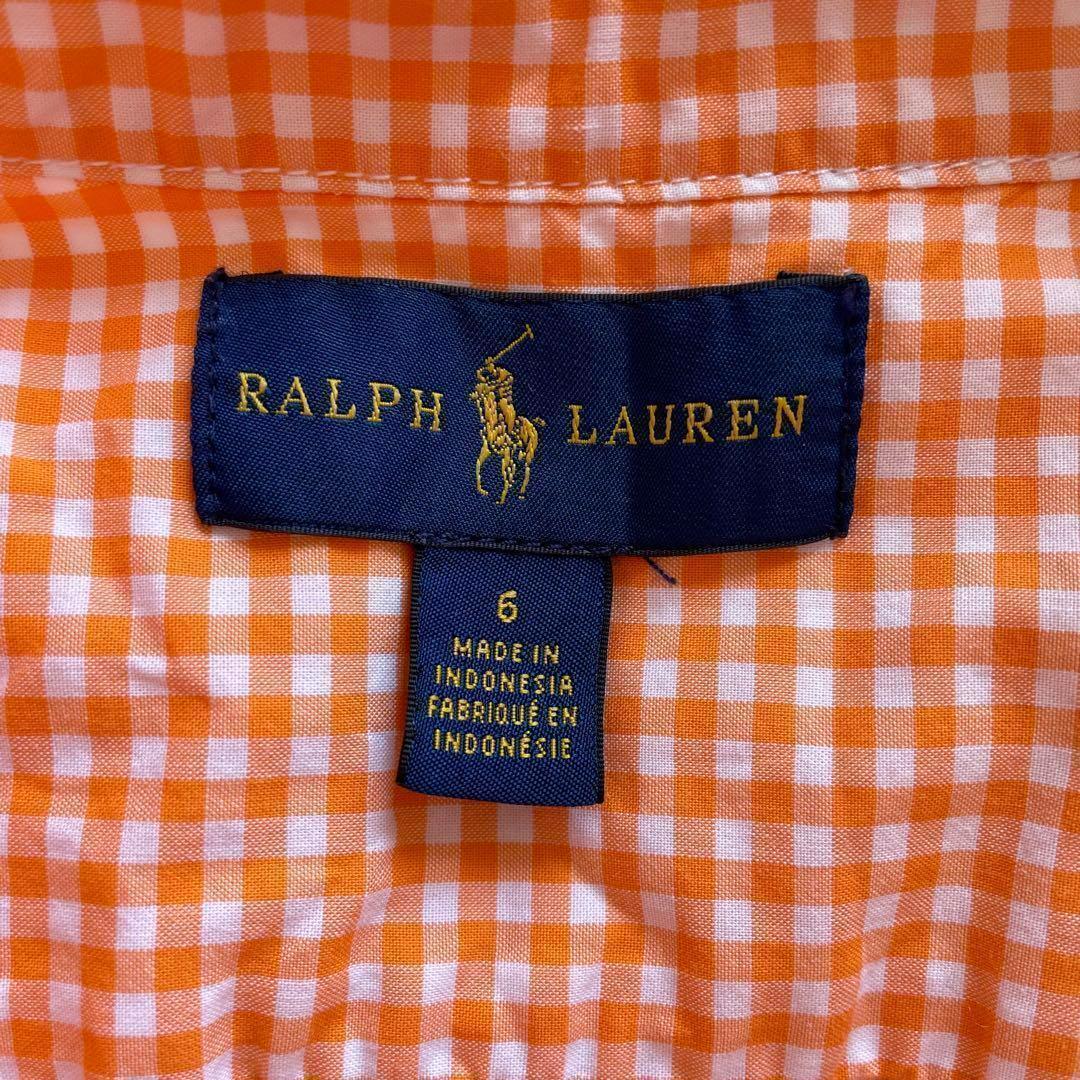 RALPH LAUREN
6
MADE IN
INDONESIA
FABRIQUÉ EN
INDONÉSIE